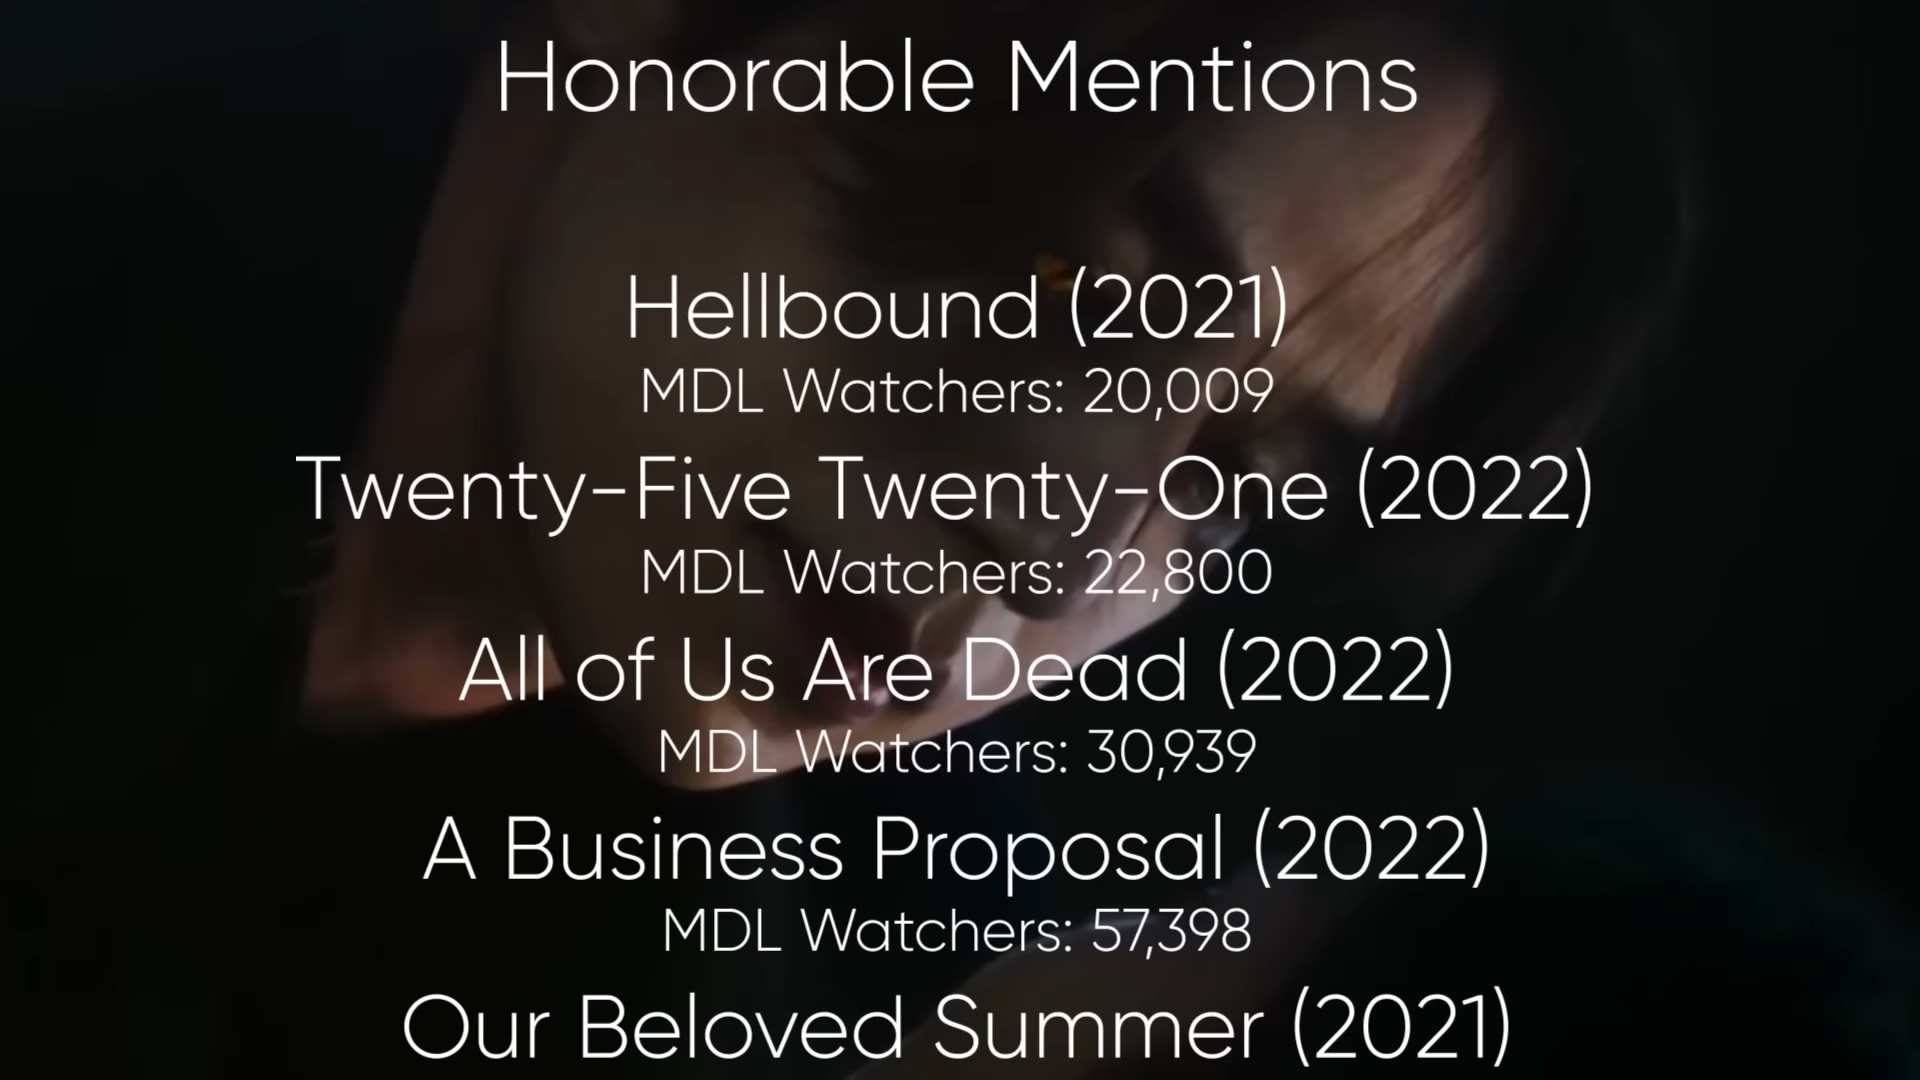 Honorable Mentions
Hellbound (2021)
MDL Watchers: 20,009
Twenty-Five Twenty-One (2022)
MDL Watchers: 22,800
All of Us Are Dead (2022)
MDL Watchers: 30,939
A Business Proposal (2022)
MDL Watchers: 57,398
Our Beloved Summer (2021)